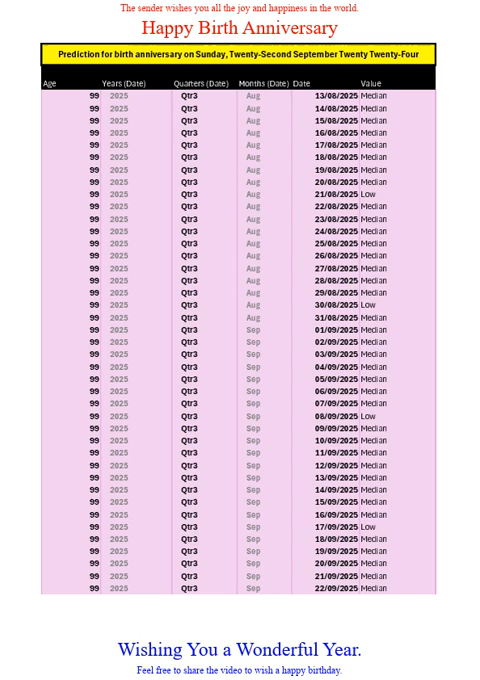 The sender wishes you all the joy and happiness in the world.
Happy Birth Anniversary
Prediction for birth anniversary on Sunday, Twenty-Second September Twenty Twenty-Four
Age Years (Date) Quarters (Date) Months (Date) Date Value
99 2025 Qtr3 Aug 13/08/2025 Median
99 2025 Qtr3 Aug 14/08/2025 Median
99 2025 Qtr3 Aug 15/08/2025 Median
99 2025 Qtr3 Aug 16/08/2025 Median
99 2025 Qtr3 Aug 17/08/2025 Median
99 2025 Qtr3 Aug 18/08/2025 Median
99 2025 Qtr3 Aug 19/08/2025 Median
99 2025 Qtr3 Aug 20/08/2025 Median
99 2025 Qtr3 Aug 21/08/2025 Low
99 2025 Qtr3 Aug 22/08/2025 Median
99 2025 Qtr3 Aug 23/08/2025 Median
99 2025 Qtr3 Aug 24/08/2025 Median
99 2025 Qtr3 Aug 25/08/2025 Median
99 2025 Qtr3 Aug 26/08/2025 Median
99 2025 Qtr3 Aug 27/08/2025 Median
99 2025 Qtr3 Aug 28/08/2025 Median
99 2025 Qtr3 Aug 29/08/2025 Median
99 2025 Qtr3 Aug 30/08/2025 Low
99 2025 Qtr3 Aug 31/08/2025 Median
99 2025 Qtr3 Sep 01/09/2025 Median
99 2025 Qtr3 Sep 02/09/2025 Median
99 2025 Qtr3 Sep 03/09/2025 Median
99 2025 Qtr3 Sep 04/09/2025 Median
99 2025 Qtr3 Sep 05/09/2025 Median
99 2025 Qtr3 Sep 06/09/2025 Median
99 2025 Qtr3 Sep 07/09/2025 Median
99 2025 Qtr3 Sep 08/09/2025 Low
99 2025 Qtr3 Sep 09/09/2025 Median
99 2025 Qtr3 Sep 10/09/2025 Median
99 2025 Qtr3 Sep 11/09/2025 Median
99 2025 Qtr3 Sep 12/09/2025 Median
99 2025 Qtr3 Sep 13/09/2025 Median
99 2025 Qtr3 Sep 14/09/2025 Median
99 2025 Qtr3 Sep 15/09/2025 Median
99 2025 Qtr3 Sep 16/09/2025 Median
99 2025 Qtr3 Sep 17/09/2025 Low
99 2025 Qtr3 Sep 18/09/2025 Median
99 2025 Qtr3 Sep 19/09/2025 Median
99 2025 Qtr3 Sep 20/09/2025 Median
99 2025 Qtr3 Sep 21/09/2025 Median
99 2025 Qtr3 Sep 22/09/2025 Median
Wishing You a Wonderful Year.
Feel free to share the video to wish a happy birthday.